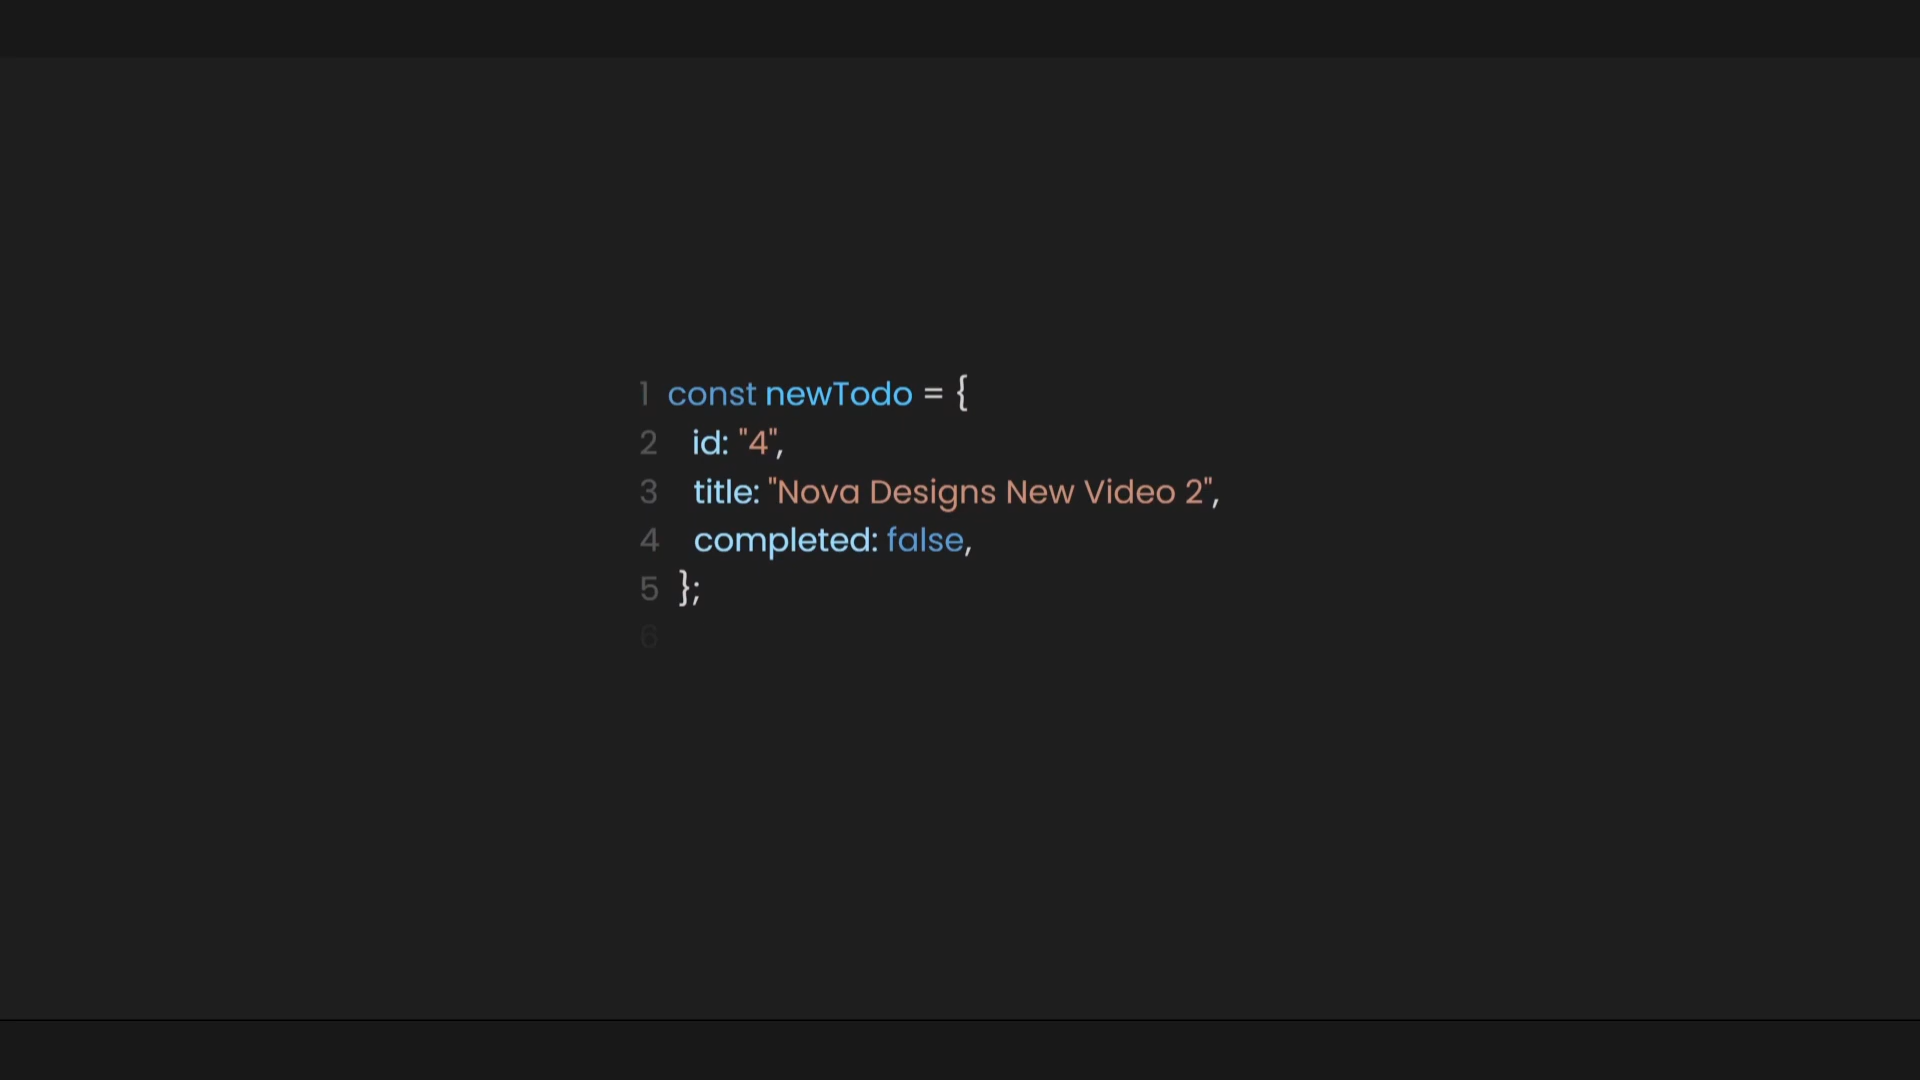 1 const newTodo = {
2 id: "4",
3 title: "Nova Designs New Video 2",
4 completed: false,
5 };
6